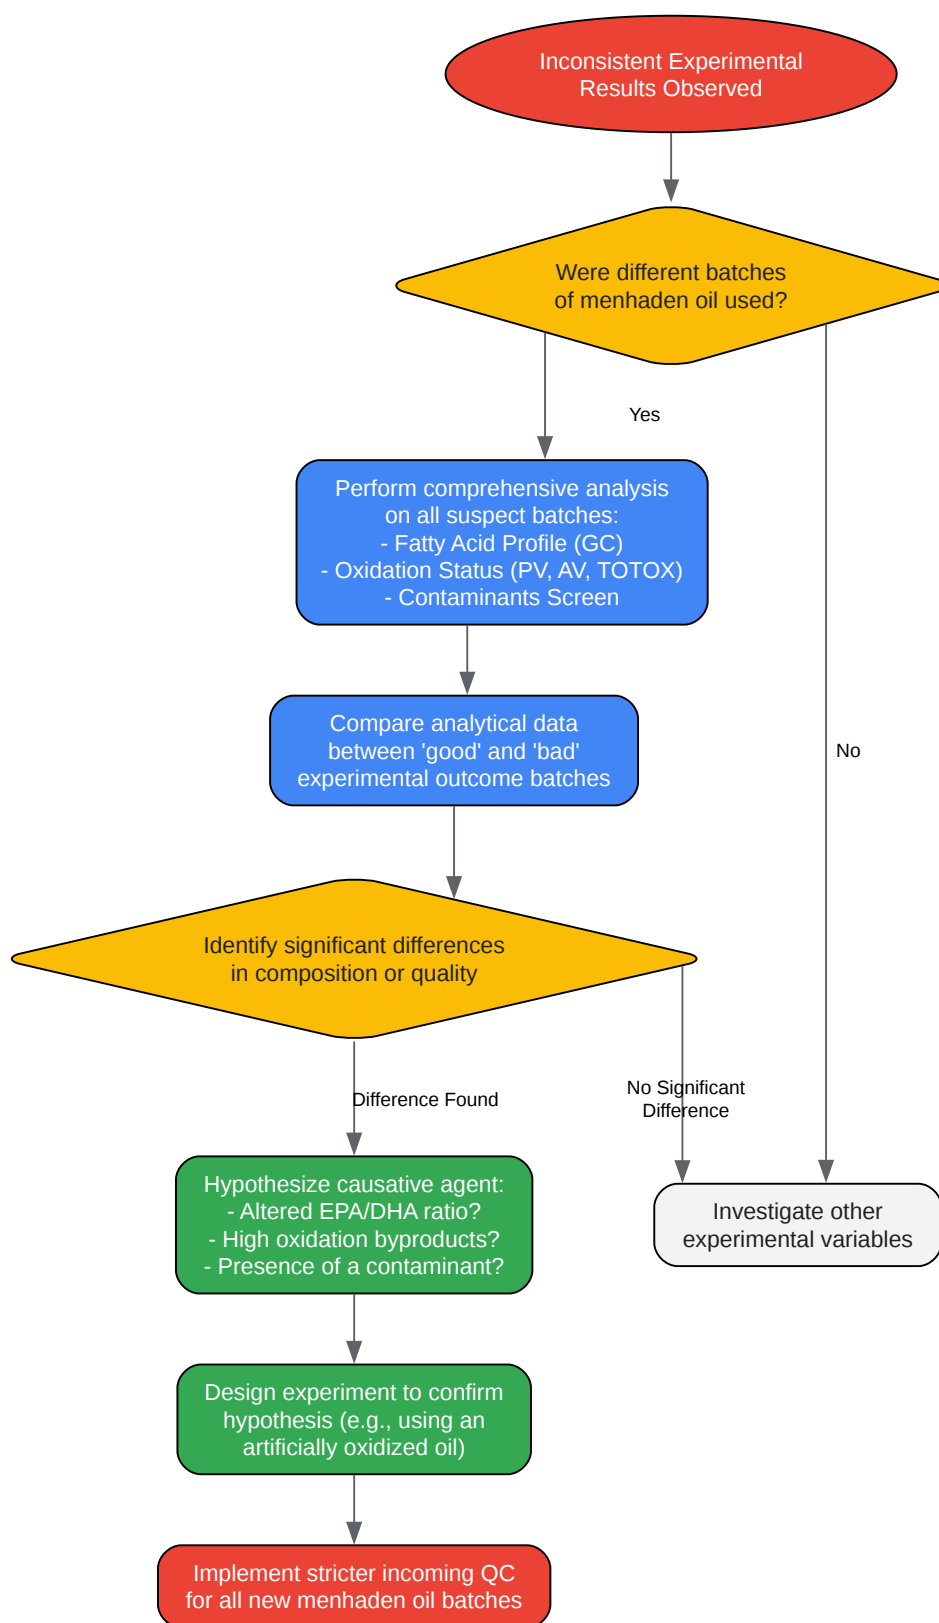 Inconsistent Experimental
Results Observed
Were different batches
of menhaden oil used?
Yes
Perform comprehensive analysis
on all suspect batches:
- Fatty Acid Profile (GC)
- Oxidation Status (PV, AV, TOTOX)
- Contaminants Screen
Compare analytical data
between 'good' and 'bad'
experimental outcome batches
No
Identify significant differences
in composition or quality
Difference Found
No Significant
Difference
Hypothesize causative agent:
- Altered EPA/DHA ratio?
- High oxidation byproducts?
- Presence of a contaminant?
Investigate other
experimental variables
Design experiment to confirm
hypothesis (e.g., using an
artificially oxidized oil)
Implement stricter incoming QC
for all new menhaden oil batches